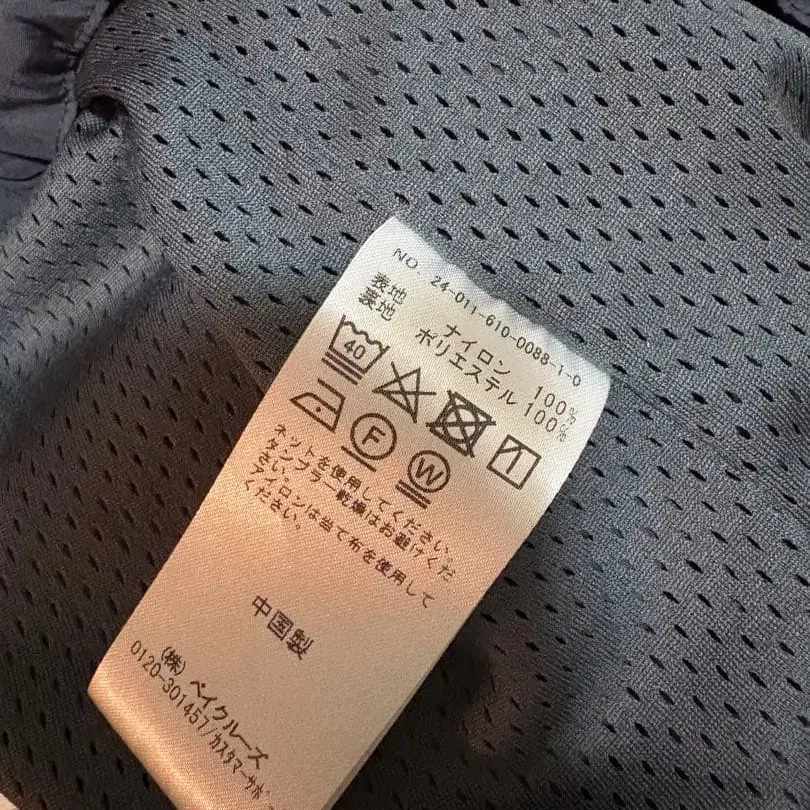 NO. 24-011-610-0088-1-0
表地 ナイロン 100%
裏地 ポリエステル 100%
40
F W
ネットを使用してください。
タンブラー乾燥はお避けくだ
さい。
アイロンは当て布を使用して
ください。
中国製
(株) ベイクルーズ
0120-301457/カスタマーサポ